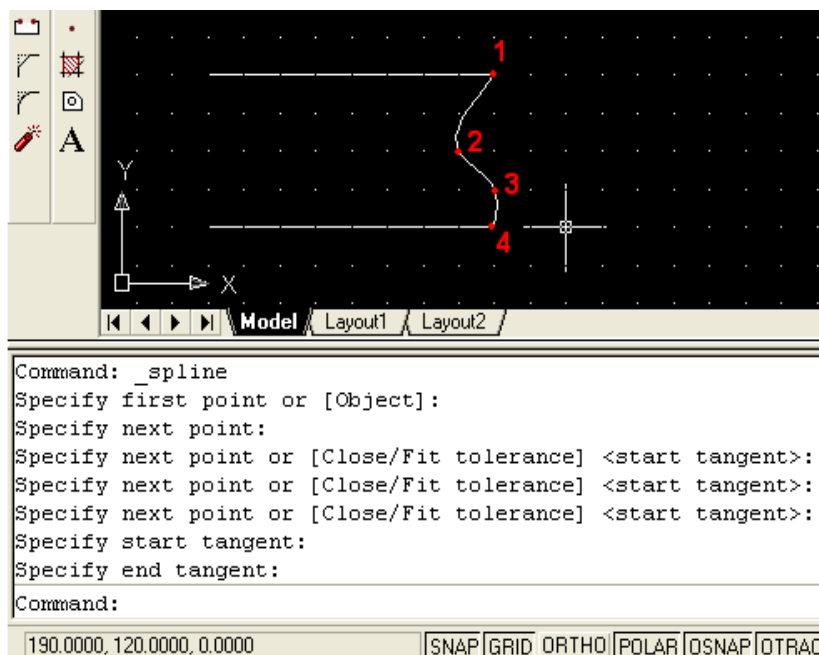 1
2
3
4
A
Y
X
Model Layout1 Layout2
Command: _spline
Specify first point or [Object]:
Specify next point:
Specify next point or [Close/Fit tolerance] <start tangent>:
Specify next point or [Close/Fit tolerance] <start tangent>:
Specify next point or [Close/Fit tolerance] <start tangent>:
Specify start tangent:
Specify end tangent:
Command:
190.0000, 120.0000, 0.0000 SNAP GRID ORTHO POLAR OSNAP OTRAC